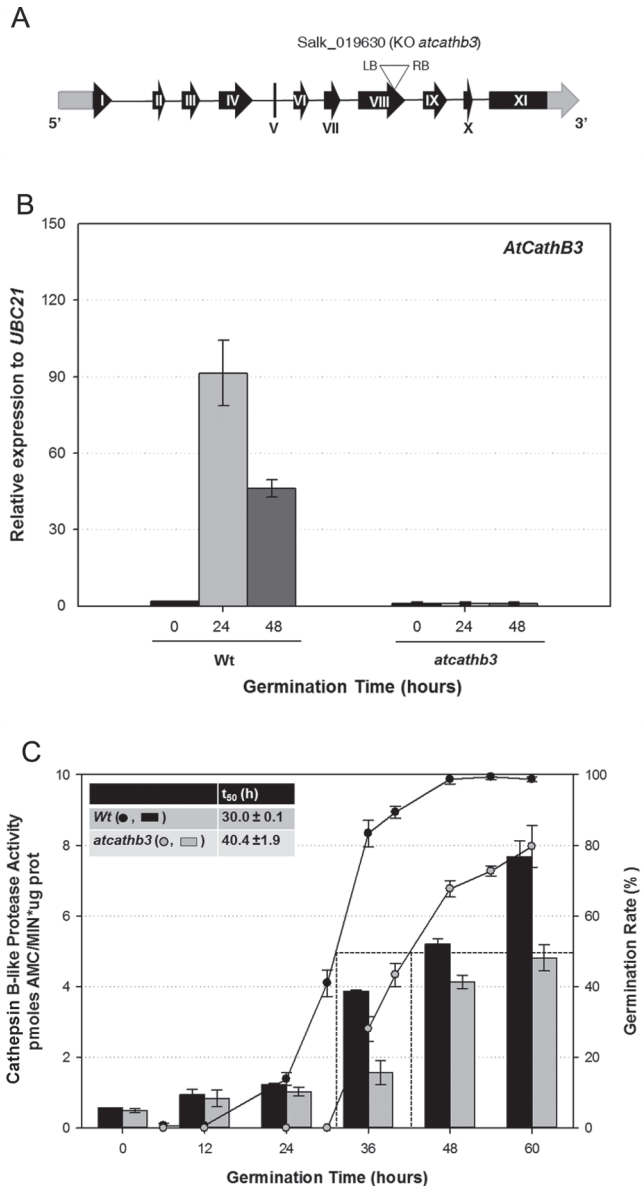 A
Salk_019630 (KO atcathb3)
LB RB
I II III IV VI VIII IX XI
5' V VII X 3'
B
AtCathB3
Relative expression to UBC21
150
120
90
60
30
0
0 24 48 0 24 48
Wt atcathb3
Germination Time (hours)
C
Cathepsin B-like Protease Activity
pmoles AMC/MIN*ug prot
10
8
6
4
2
0
t50 (h)
Wt (●, ■) 30.0 ± 0.1
atcathb3 (○, □) 40.4 ±1.9
100
80
60
40
20
0
Germination Rate (%)
0 12 24 36 48 60
Germination Time (hours)